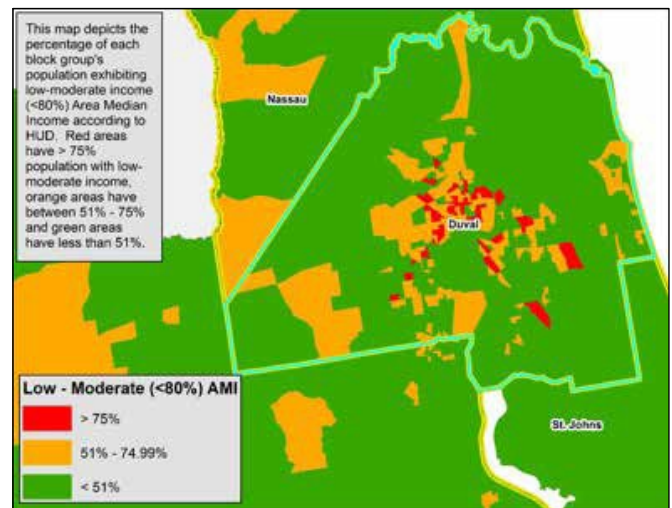 This map depicts the
percentage of each
block group's
population exhibiting
low-moderate income
(<80%) Area Median
Income according to
HUD. Red areas
have > 75%
population with low-
moderate income,
orange areas have
between 51% - 75%
and green areas
have less than 51%.
Nassau
Duval
St. Johns
Low - Moderate (<80%) AMI
> 75%
51% - 74.99%
< 51%